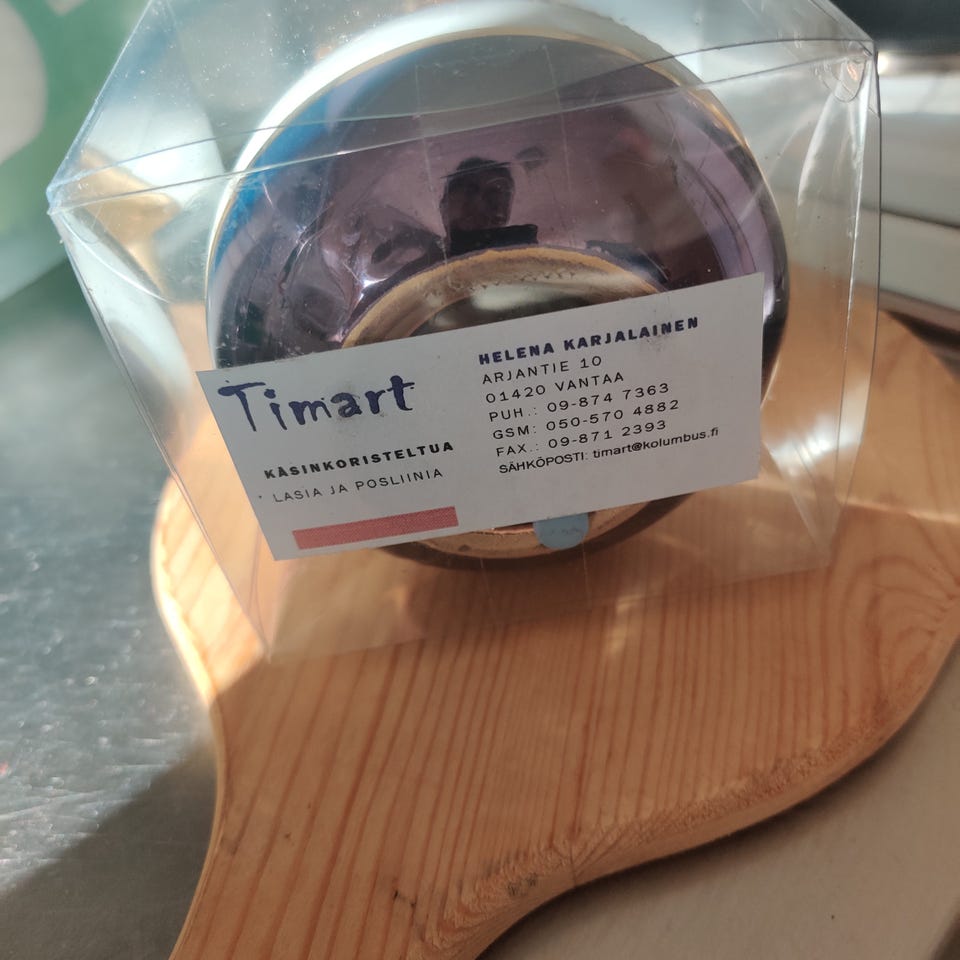 Timart
KÄSINKORISTELTUA
LASIA JA POSLIINIA
HELENA KARJALAINEN
ARJANTIE 10
01420 VANTAA
PUH.: 09-874 7363
GSM: 050-570 4882
FAX.: 09-871 2393
SÄHKÖPOSTI: timart@kolumbus.fi